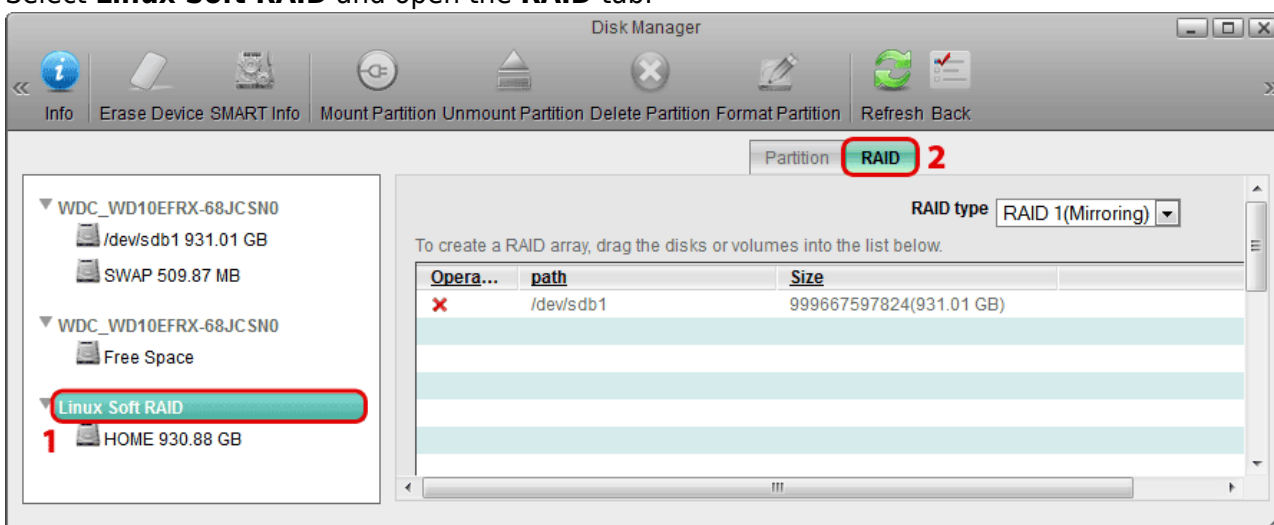 Select Linux Soft RAID and open the RAID tab.
Disk Manager
Info Erase Device SMART Info Mount Partition Unmount Partition Delete Partition Format Partition Refresh Back
Partition RAID 2
WDC_WD10EFRX-68JCSN0
/dev/sdb1 931.01 GB
SWAP 509.87 MB
WDC_WD10EFRX-68JCSN0
Free Space
Linux Soft RAID
1 HOME 930.88 GB
RAID type RAID 1(Mirroring)
To create a RAID array, drag the disks or volumes into the list below.
Opera... path Size
/dev/sdb1 999667597824(931.01 GB)